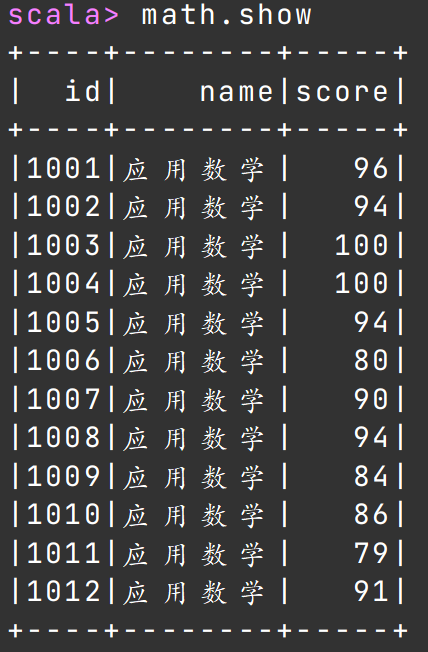 scala> math.show
+----+--------+-----+
|  id|    name|score|
+----+--------+-----+
|1001|应用数学|   96|
|1002|应用数学|   94|
|1003|应用数学|  100|
|1004|应用数学|  100|
|1005|应用数学|   94|
|1006|应用数学|   80|
|1007|应用数学|   90|
|1008|应用数学|   94|
|1009|应用数学|   84|
|1010|应用数学|   86|
|1011|应用数学|   79|
|1012|应用数学|   91|
+----+--------+-----+